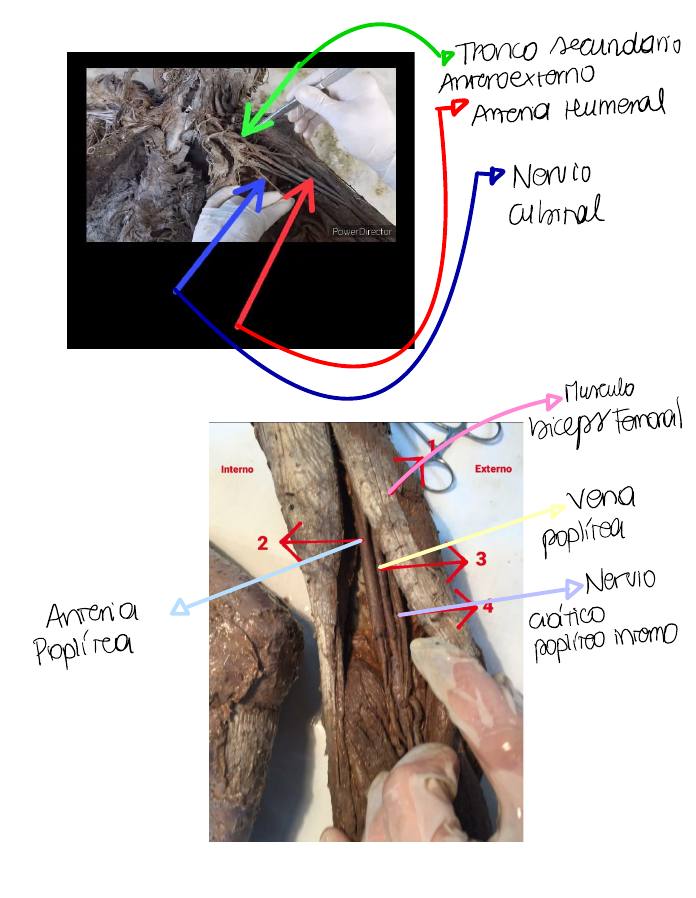 Tronco secundario
Anteroexterno
Arteria Humeral
Nervio
cubital
PowerDirector
Musculo
biceps Femoral
Interno
Externo
1
2
3
4
Vena
poplítea
Nervio
ciático
poplíteo interno
Arteria
Poplítea